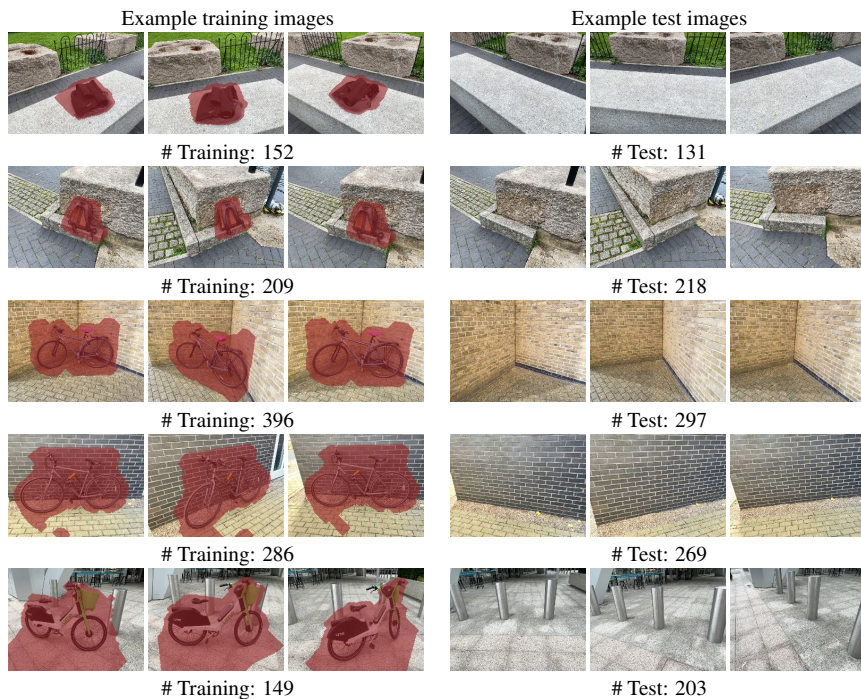 Example training images Example test images
# Training: 152 # Test: 131
# Training: 209 # Test: 218
# Training: 396 # Test: 297
# Training: 286 # Test: 269
# Training: 149 # Test: 203